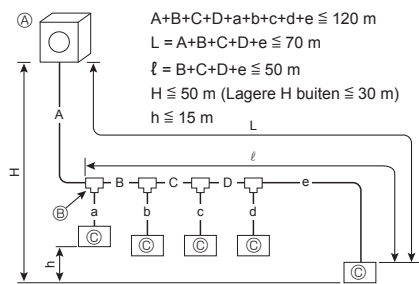 Ⓐ
A+B+C+D+a+b+c+d+e ≦ 120 m
L = A+B+C+D+e ≦ 70 m
ℓ = B+C+D+e ≦ 50 m
H ≦ 50 m (Lagere H buiten ≦ 30 m)
h ≦ 15 m
A
L
H
ℓ
B C D e
Ⓑ
a b c d
Ⓒ Ⓒ Ⓒ Ⓒ
h
Ⓒ